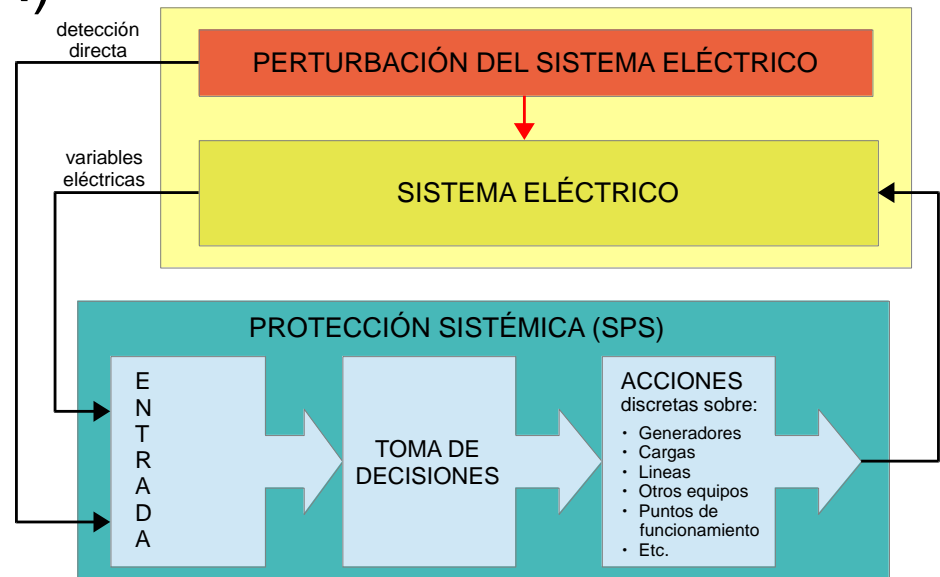 detección
directa
PERTURBACIÓN DEL SISTEMA ELÉCTRICO
variables
eléctricas
SISTEMA ELÉCTRICO
PROTECCIÓN SISTÉMICA (SPS)
E
N
T
R
A
D
A
TOMA DE
DECISIONES
ACCIONES
discretas sobre:
· Generadores
· Cargas
· Lineas
· Otros equipos
· Puntos de
funcionamiento
· Etc.